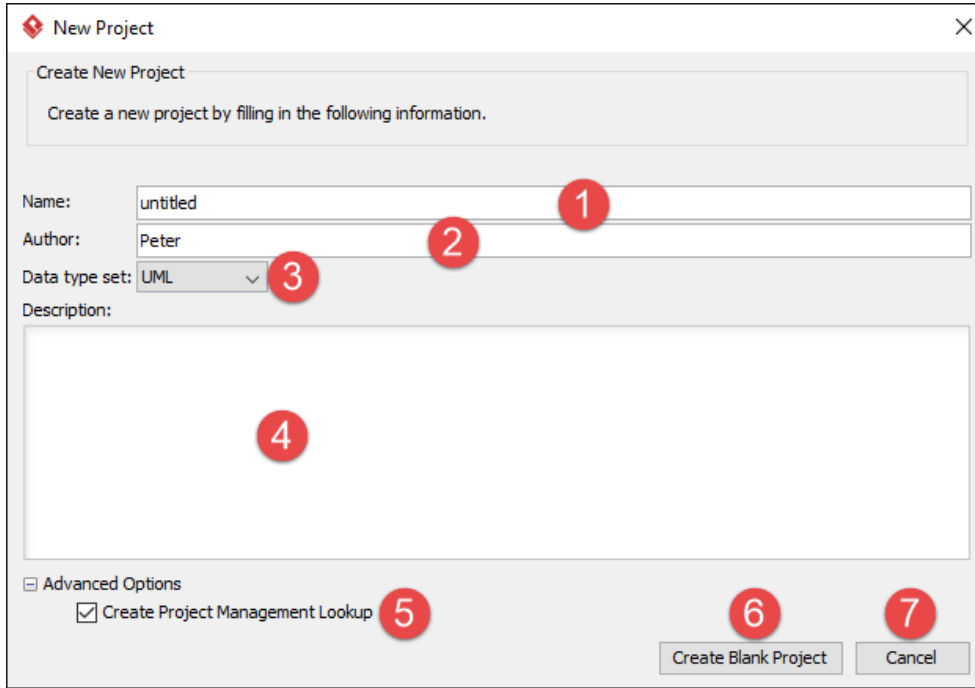 New Project
Create New Project
Create a new project by filling in the following information.
Name: untitled 1
Author: Peter 2
Data type set: UML 3
Description:
4
Advanced Options
Create Project Management Lookup 5
6 7
Create Blank Project Cancel